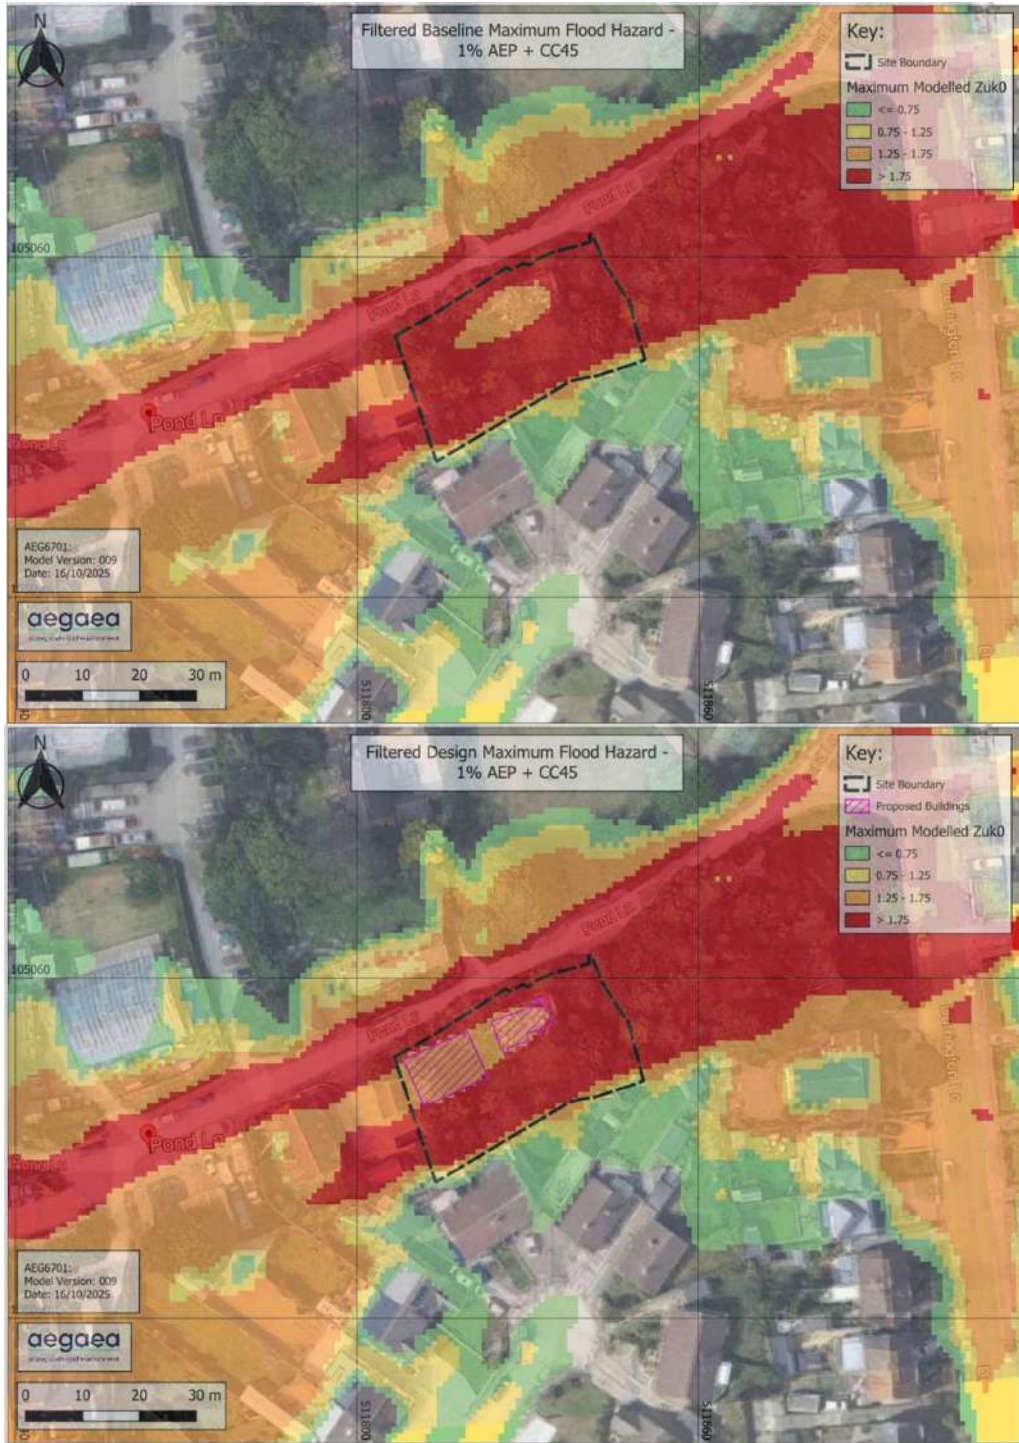 N
Filtered Baseline Maximum Flood Hazard -
1% AEP + CC45
Key:
Site Boundary
Maximum Modelled Zuk0
<= 0.75
0.75 - 1.25
1.25 - 1.75
> 1.75
105060
Pond Ln
Pond Ln
Pond Ln
Pond Ln
AEG6701:
Model Version: 009
Date: 16/10/2025
aegaea
0 10 20 30 m
511800
511860
N
Filtered Design Maximum Flood Hazard -
1% AEP + CC45
Key:
Site Boundary
Proposed Buildings
Maximum Modelled Zuk0
<= 0.75
0.75 - 1.25
1.25 - 1.75
> 1.75
105060
Pond Ln
Pond Ln
Pond Ln
AEG6701:
Model Version: 009
Date: 16/10/2025
aegaea
0 10 20 30 m
511800
511860